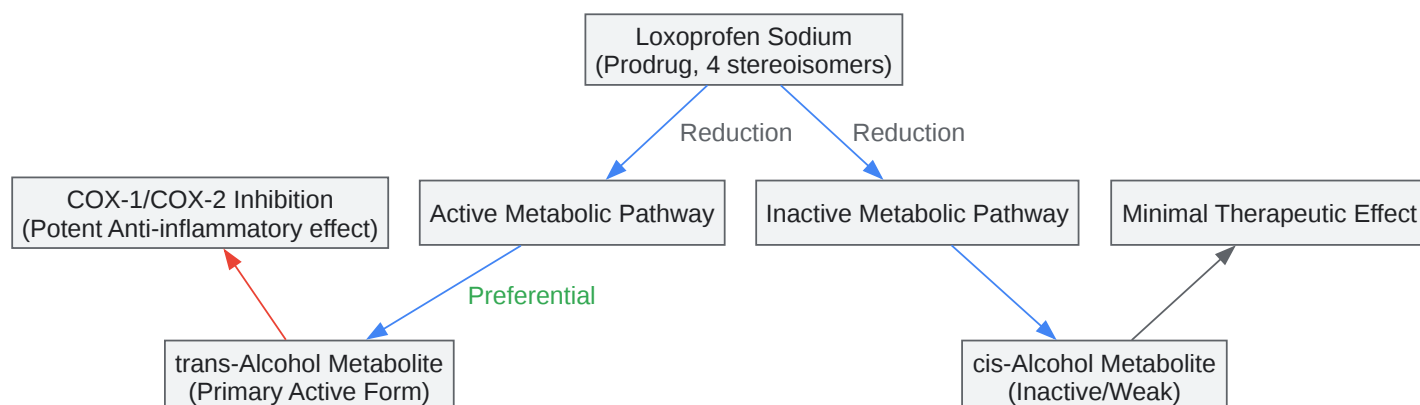 Loxoprofen Sodium
(Prodrug, 4 stereoisomers)
Reduction
Reduction
COX-1/COX-2 Inhibition
(Potent Anti-inflammatory effect)
Active Metabolic Pathway
Inactive Metabolic Pathway
Minimal Therapeutic Effect
Preferential
trans-Alcohol Metabolite
(Primary Active Form)
cis-Alcohol Metabolite
(Inactive/Weak)